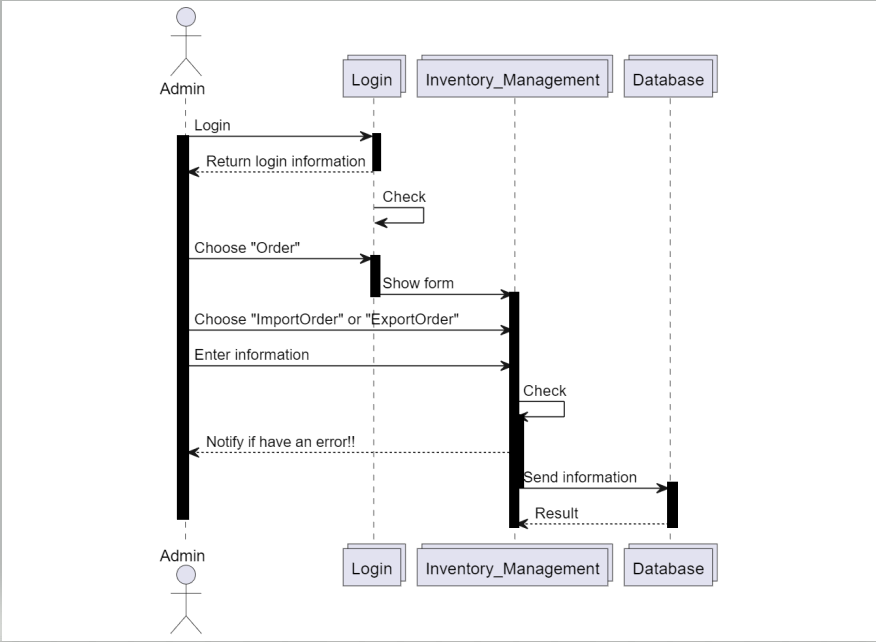 Admin
Login
Inventory_Management
Database
Login
Return login information
Check
Choose "Order"
Show form
Choose "ImportOrder" or "ExportOrder"
Enter information
Check
Notify if have an error!!
Send information
Result
Admin
Login
Inventory_Management
Database